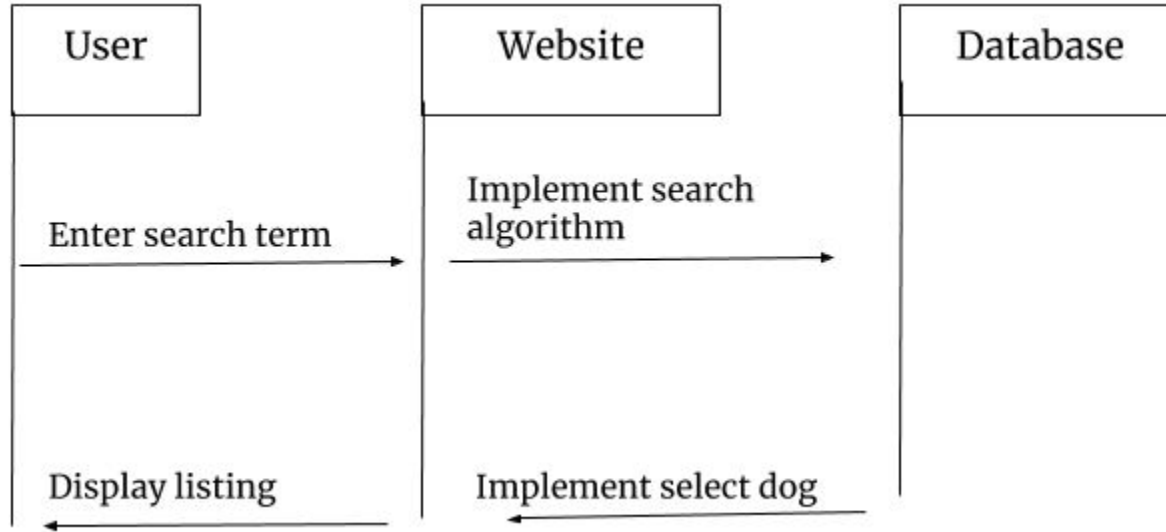 User
Website
Database
Implement search
algorithm
Enter search term
Display listing
Implement select dog